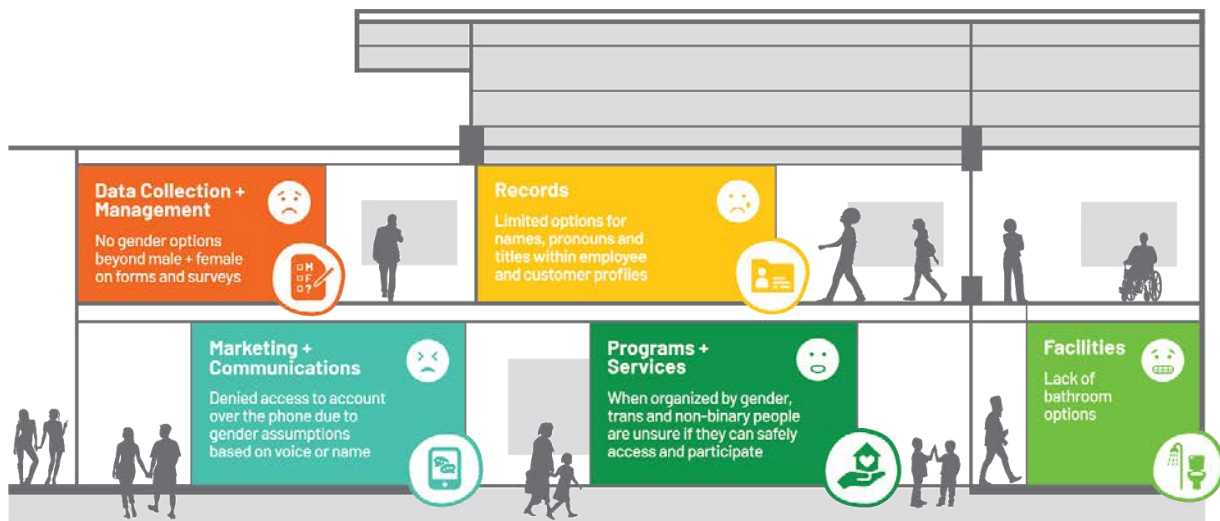 Data Collection +
Management
No gender options
beyond male + female
on forms and surveys
M
F
?
Records
Limited options for
names, pronouns and
titles within employee
and customer profiles
Marketing +
Communications
Denied access to account
over the phone due to
gender assumptions
based on voice or name
Programs +
Services
When organized by gender,
trans and non-binary people
are unsure if they can safely
access and participate
Facilities
Lack of
bathroom
options